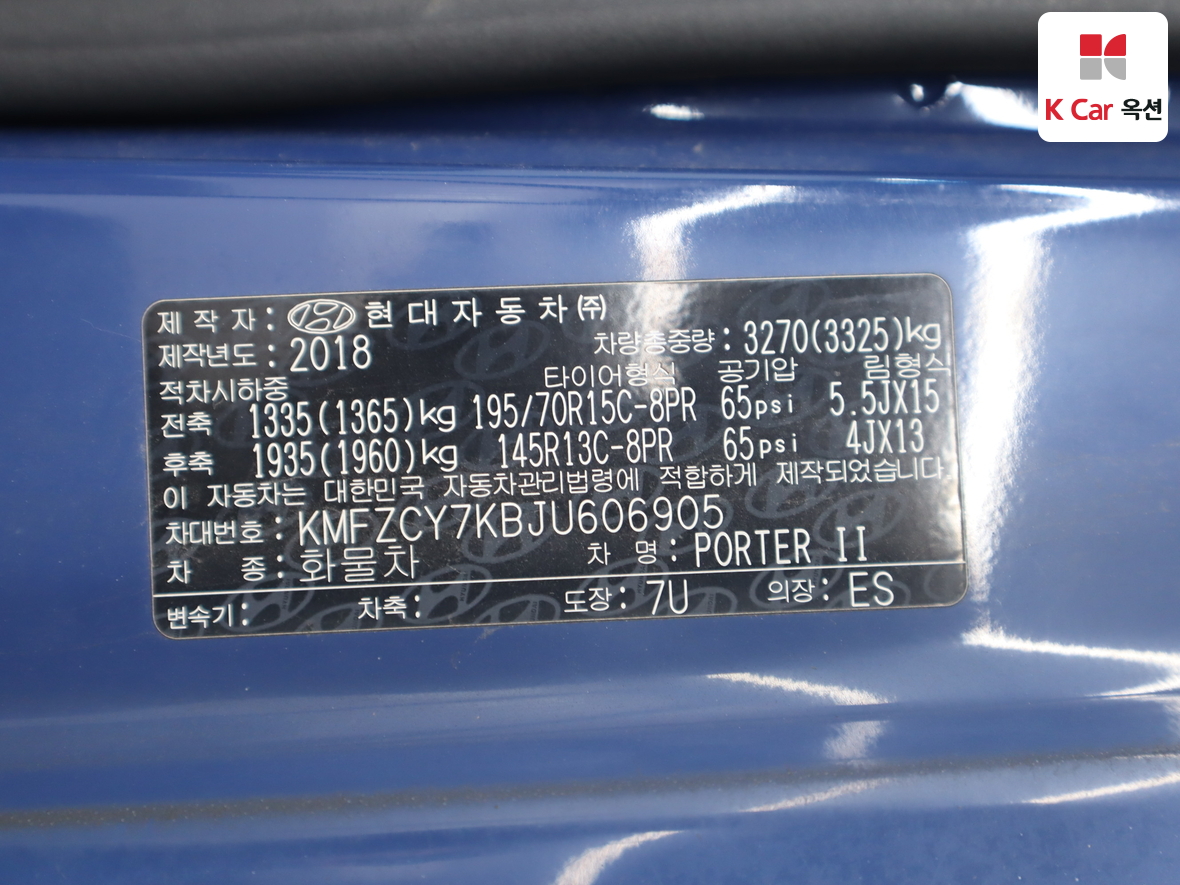 K Car 옥션
제 작 자 : 현 대 자 동 차 ㈜
제작년도 : 2018 차량총중량 : 3270(3325)kg
적차시하중 타이어형식 공기압 림형식
전축 1335(1365)kg 195/70R15C-8PR 65psi 5.5JX15
후축 1935(1960)kg 145R13C-8PR 65psi 4JX13
이 자동차는 대한민국 자동차관리법령에 적합하게 제작되었습니다.
차대번호 : KMFZCY7KBJU606905
차 종 : 화물차 차 명 : PORTER II
변속기 : 차축 : 도장 : 7U 의장 : ES